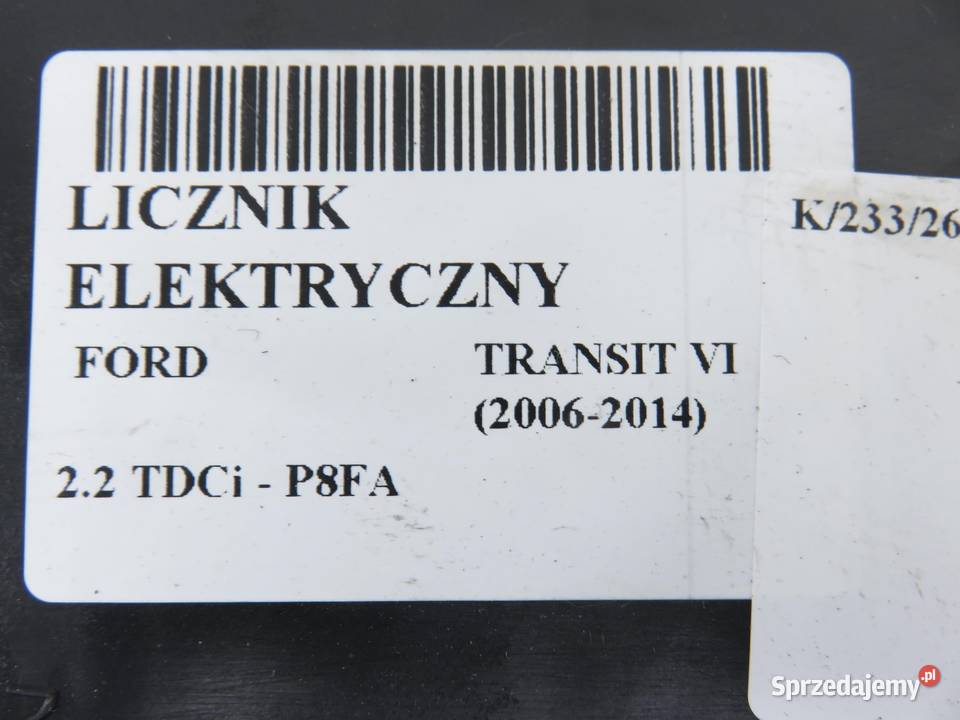 LICZNIK
ELEKTRYCZNY
FORD
TRANSIT VI
(2006-2014)
2.2 TDCi - P8FA
K/233/26
Sprzedajemy.pl